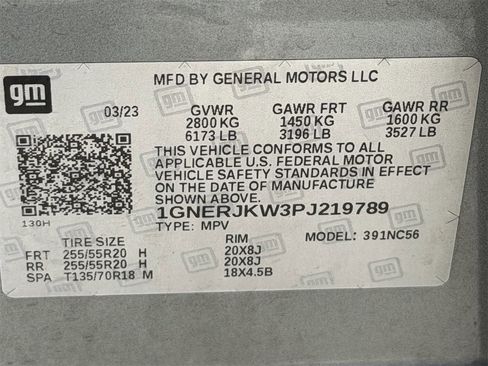 gm
MFD BY GENERAL MOTORS LLC
03/23 GVWR GAWR FRT GAWR RR
2800 KG 1450 KG 1600 KG
6173 LB 3196 LB 3527 LB
THIS VEHICLE CONFORMS TO ALL
APPLICABLE U.S. FEDERAL MOTOR
VEHICLE SAFETY STANDARDS IN EFFECT
ON THE DATE OF MANUFACTURE SHOWN ABOVE.
1GNERJKW3PJ219789
130H
TYPE: MPV MODEL: 391NC56
TIRE SIZE RIM
FRT 255/55R20 H 20X8J
RR 255/55R20 H 20X8J
SPA T135/70R18 M 18X4.5B